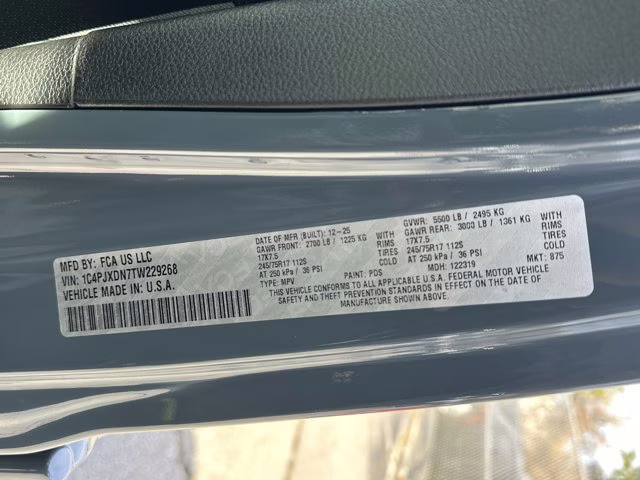 MFD BY: FCA US LLC
VIN: 1C4PJXDN7TW229268
VEHICLE MADE IN: U.S.A.
DATE OF MFR (BUILT): 12-25
GAWR FRONT: 2700 LB / 1225 KG WITH
17X7.5 TIRES
245/75R17 112S COLD
AT 250 kPa / 36 PSI
TYPE: MPV PAINT: PDS
GVWR: 5500 LB / 2495 KG
GAWR REAR: 3000 LB / 1361 KG WITH
17X7.5 TIRES
245/75R17 112S COLD
AT 250 kPa / 36 PSI
MDH: 122319 MKT: 875
THIS VEHICLE CONFORMS TO ALL APPLICABLE U.S.A. FEDERAL MOTOR VEHICLE
SAFETY AND THEFT PREVENTION STANDARDS IN EFFECT ON THE DATE OF
MANUFACTURE SHOWN ABOVE.